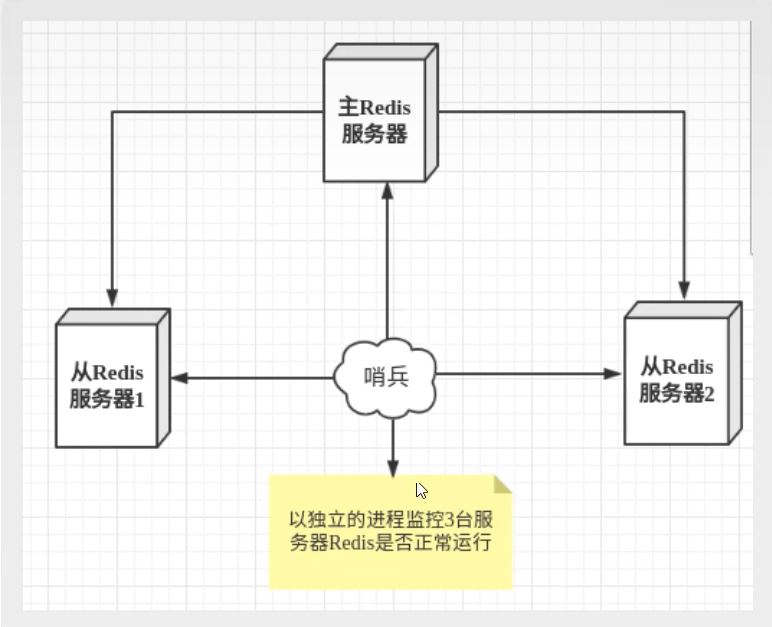 主Redis
服务器
从Redis
服务器1
哨兵
从Redis
服务器2
以独立的进程监控3台服
务器Redis是否正常运行